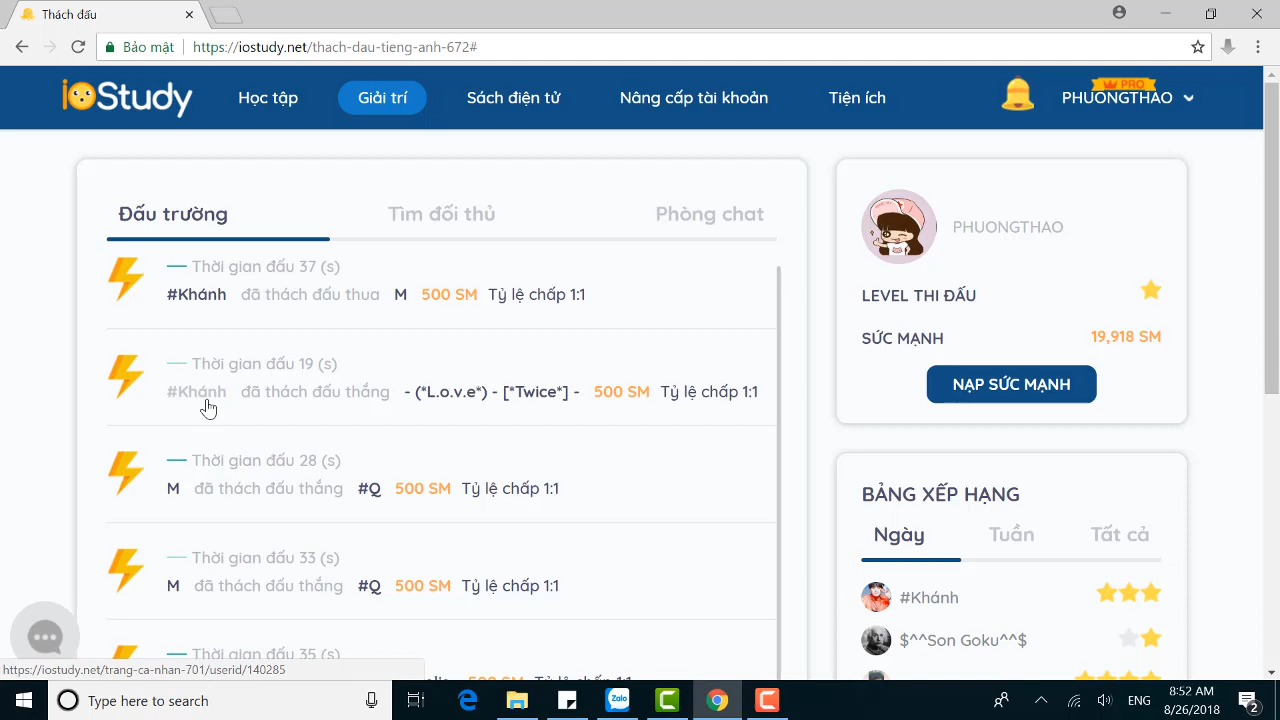 Thách dấu
Bảo mật https://iostudy.net/thach-dau-tieng-anh-672#
ioStudy Học tập Giải trí Sách điện tử Nâng cấp tài khoản Tiện ích PRO PHUONGTHAO
Đấu trường Tìm đối thủ Phòng chat
Thời gian đấu 37 (s)
#Khánh đã thách đấu thua M 500 SM Tỷ lệ chấp 1:1
Thời gian đấu 19 (s)
#Khánh đã thách đấu thắng - (*L.o.v.e*) - [*Twice*] - 500 SM Tỷ lệ chấp 1:1
Thời gian đấu 28 (s)
M đã thách đấu thắng #Q 500 SM Tỷ lệ chấp 1:1
Thời gian đấu 33 (s)
M đã thách đấu thắng #Q 500 SM Tỷ lệ chấp 1:1
Thời gian đấu 35 (s)
PHUONGTHAO
LEVEL THI ĐẤU
SỨC MẠNH 19,918 SM
NẠP SỨC MẠNH
BẢNG XẾP HẠNG
Ngày Tuần Tất cả
#Khánh
$^^Son Goku^^$
https://iostudy.net/trang-ca-nhan-701/userid/140285
Type here to search
Zalo
ENG
8:52 AM
8/26/2018
2